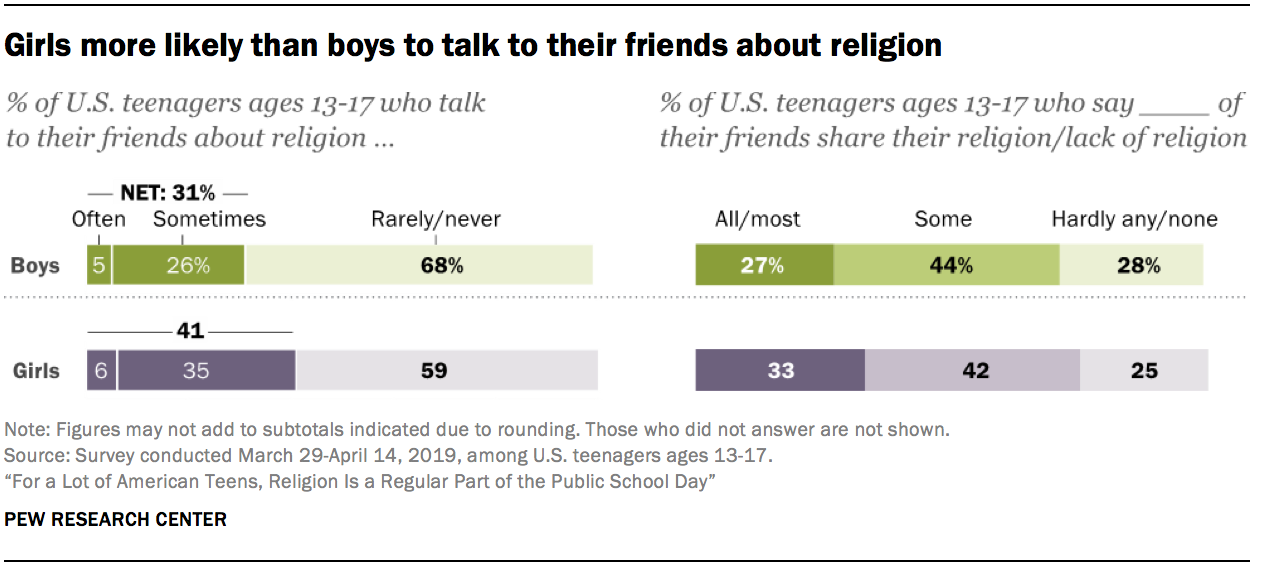 Girls more likely than boys to talk to their friends about religion
% of U.S. teenagers ages 13-17 who talk
to their friends about religion ...
NET: 31%
Often Sometimes Rarely/never
Boys 5 26% 68%
41
Girls 6 35 59
% of U.S. teenagers ages 13-17 who say _____ of
their friends share their religion/lack of religion
All/most Some Hardly any/none
27% 44% 28%
33 42 25
Note: Figures may not add to subtotals indicated due to rounding. Those who did not answer are not shown.
Source: Survey conducted March 29-April 14, 2019, among U.S. teenagers ages 13-17.
“For a Lot of American Teens, Religion Is a Regular Part of the Public School Day”
PEW RESEARCH CENTER